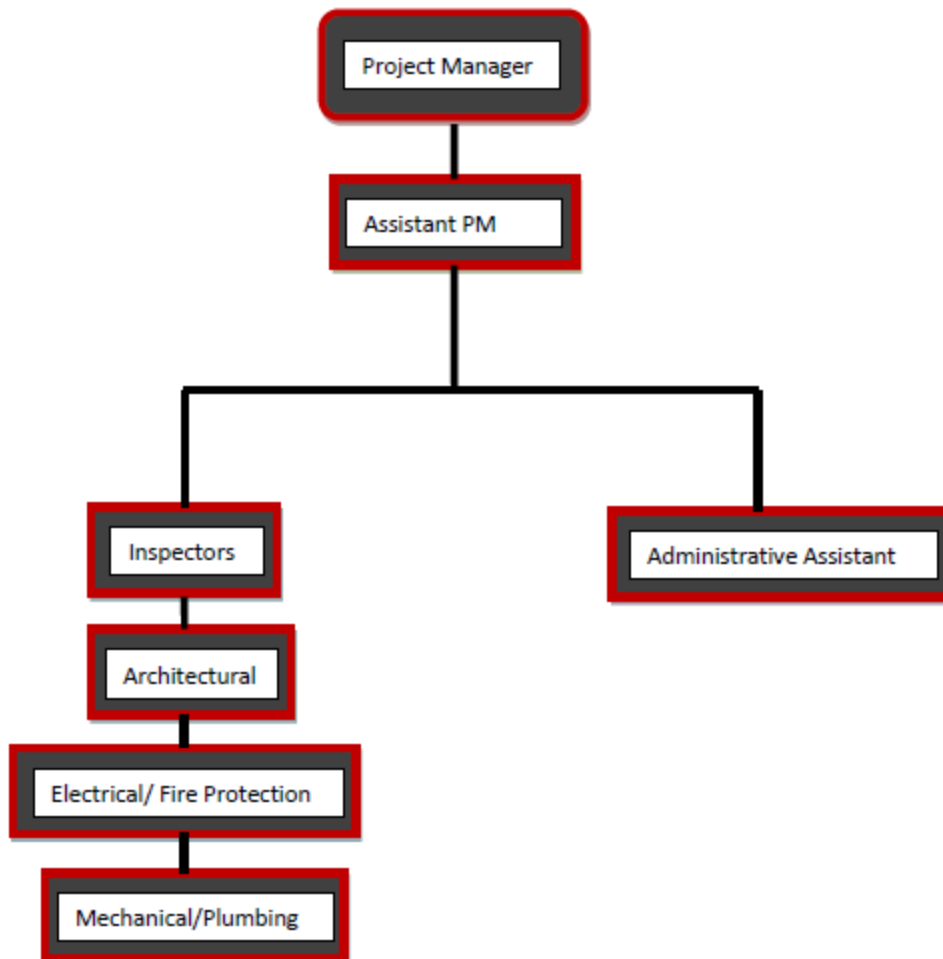 Project Manager
Assistant PM
Inspectors
Administrative Assistant
Architectural
Electrical/ Fire Protection
Mechanical/Plumbing